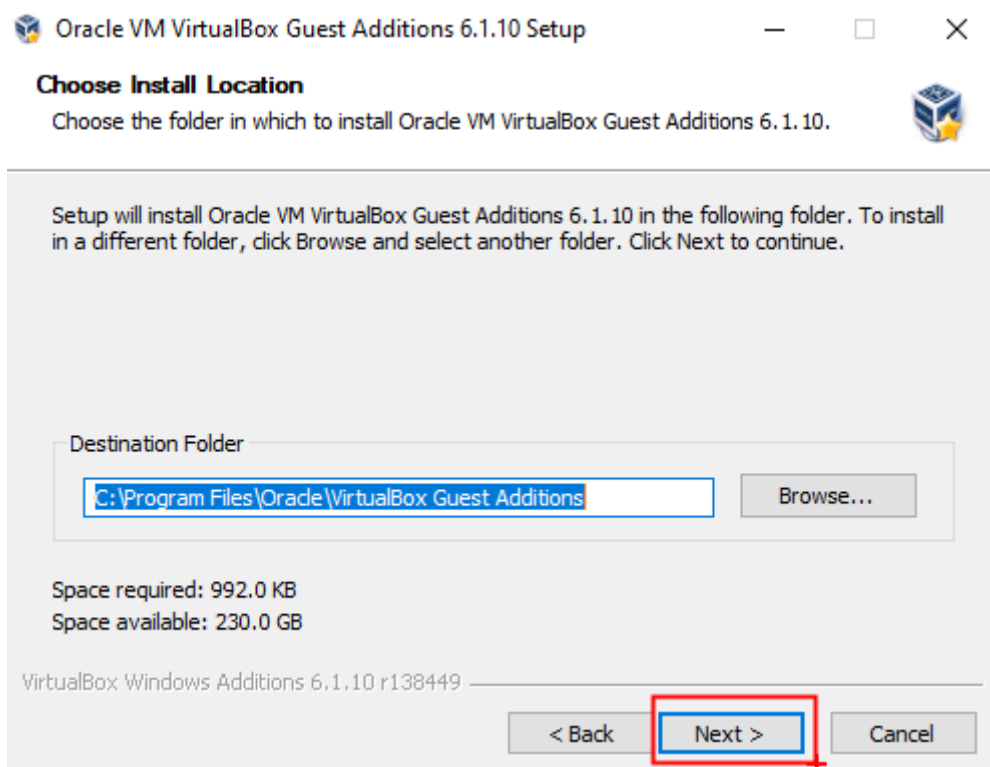 Oracle VM VirtualBox Guest Additions 6.1.10 Setup
Choose Install Location
Choose the folder in which to install Oracle VM VirtualBox Guest Additions 6.1.10.
Setup will install Oracle VM VirtualBox Guest Additions 6.1.10 in the following folder. To install
in a different folder, click Browse and select another folder. Click Next to continue.
Destination Folder
C:\Program Files\Oracle\VirtualBox Guest Additions
Browse...
Space required: 992.0 KB
Space available: 230.0 GB
VirtualBox Windows Additions 6.1.10 r138449
< Back Next > Cancel